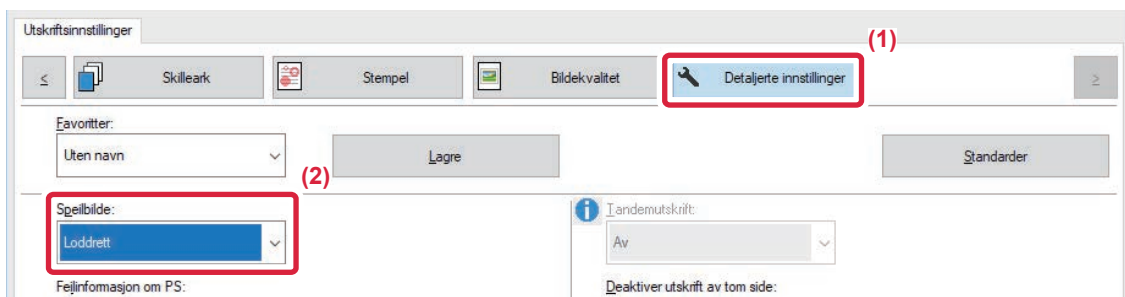 Utskriftsinnstillinger
(1)
< Skilleark Stempel Bildekvalitet Detaljerte innstillinger >
Favoritter:
Uten navn Lagre Standarder
(2)
Speilbilde: Tandemutskrift:
Loddrett Av
Feilinformasjon om PS: Deaktiver utskrift av tom side: